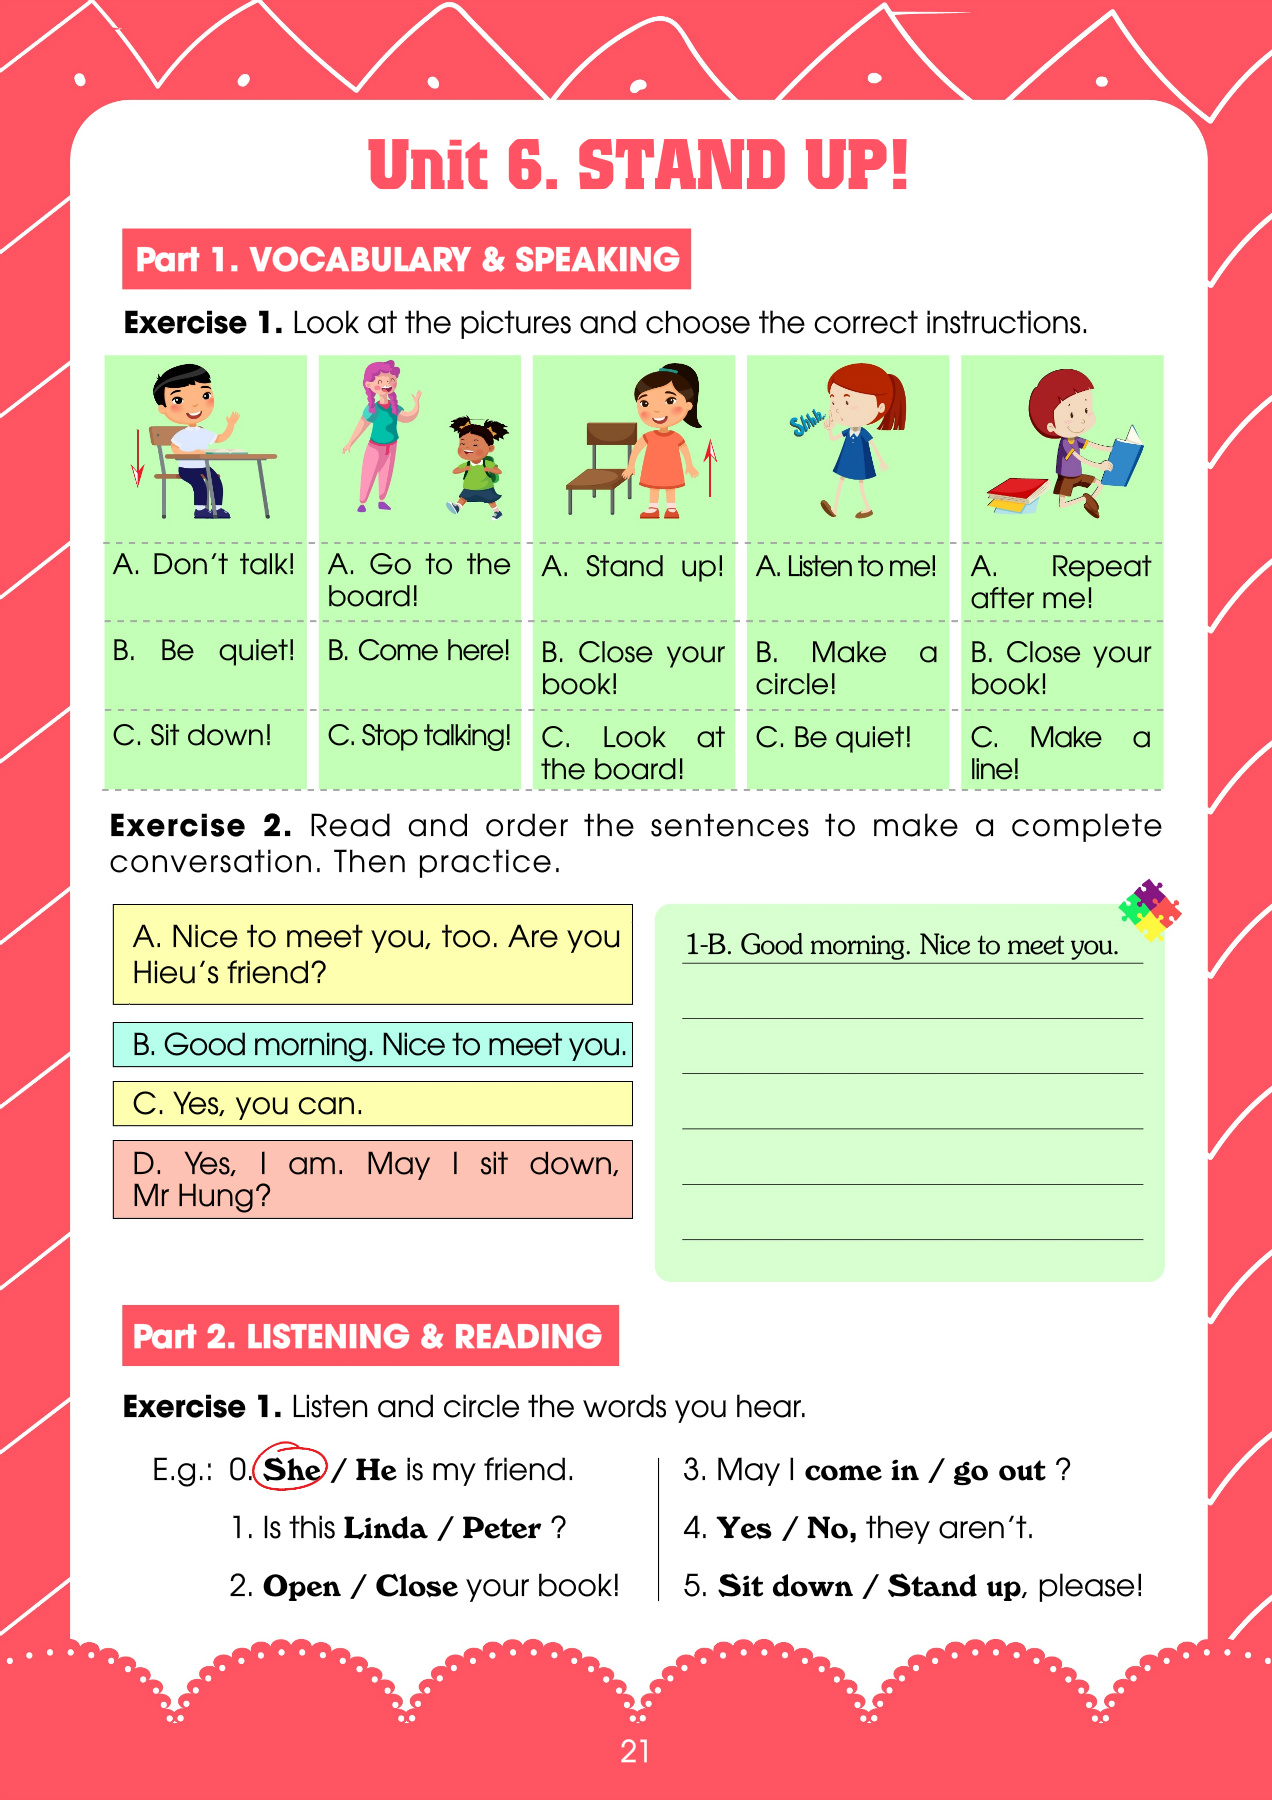 Unit 6. STAND UP!
Part 1. VOCABULARY & SPEAKING
Exercise 1. Look at the pictures and choose the correct instructions.
Shhh.
A. Don't talk!
B. Be quiet!
C. Sit down!
A. Go to the
board!
B. Come here!
C. Stop talking!
A. Stand up!
B. Close your
book!
C. Look at
the board!
A. Listen to me!
B. Make a
circle!
C. Be quiet!
A. Repeat
after me!
B. Close your
book!
C. Make a
line!
Exercise 2. Read and order the sentences to make a complete
conversation. Then practice.
A. Nice to meet you, too. Are you
Hieu's friend?
B. Good morning. Nice to meet you.
C. Yes, you can.
D. Yes, I am. May I sit down,
Mr Hung?
1-B. Good morning. Nice to meet you.
Part 2. LISTENING & READING
Exercise 1. Listen and circle the words you hear.
E.g.: 0. She / He is my friend.
1. Is this Linda / Peter ?
2. Open / Close your book!
3. May I come in / go out ?
4. Yes / No, they aren't.
5. Sit down / Stand up, please!
21